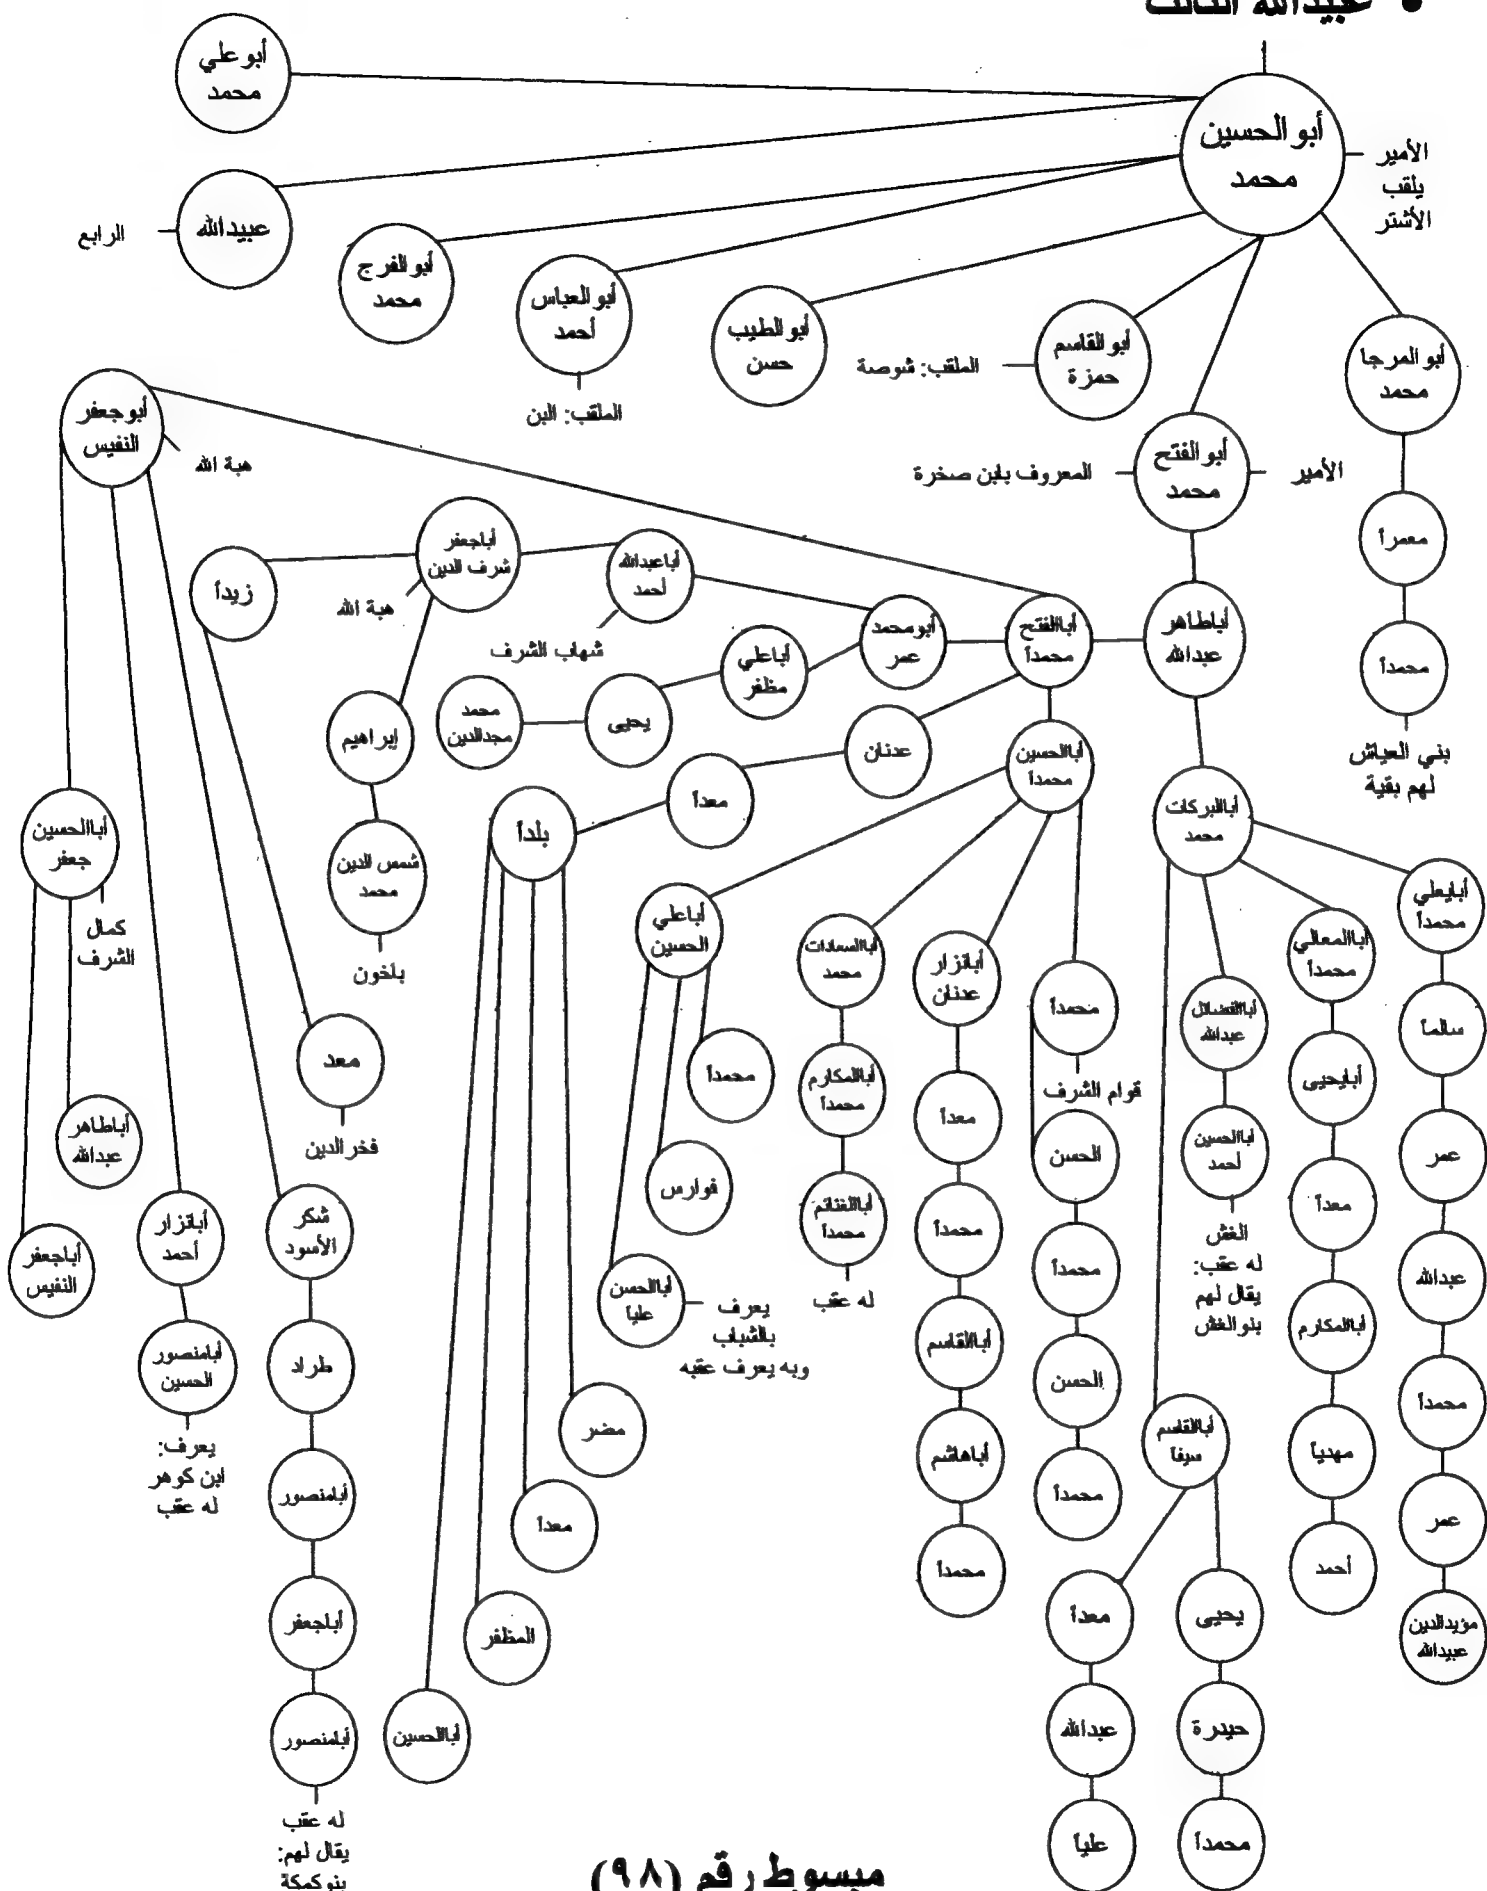 • عبيدالله الثالث
أبو الحسين
محمد
الأمير
يلقب
الأشتر
أبو علي
محمد
عبيدالله
الرابع
أبو الفرج
محمد
أبو العباس
أحمد
الملقب: البن
أبو الطيب
حسن
أبو القاسم
حمزة
الملقب: شوصة
أبو المرجا
محمد
معمراً
محمداً
بني العياش
لهم بقية
أبو الفتح
محمد
الأمير
المعروف بابن صخرة
أباطاهر
عبدالله
أباالفتح
محمداً
أبو جعفر
النفيس
هبة الله
أبو محمد
عمر
أباعبدالله
أحمد
شهاب الشرف
أباجعفر
شرف الدين
هبة الله
زيداً
أباعلي
مظفر
يحيى
محمد
مجدالدين
إبراهيم
شمس الدين
محمد
باخون
معد
فخر الدين
عدنان
معداً
بلداً
أباالحسين
محمداً
أباالبركات
محمد
أباالحسين
جعفر
كمال
الشرف
أباطاهر
عبدالله
أباجعفر
النفيس
أبانزار
أحمد
أبامنصور
الحسين
يعرف:
ابن كوهر
له عقب
شكر
الأسود
طراد
أبامنصور
أباجعفر
أبامنصور
له عقب
يقال لهم:
بنو كمكة
مضر
معداً
المظفر
أباالحسين
أباعلي
الحسين
محمداً
فوارس
أباالحسن
علياً
يعرف
بالشباب
وبه يعرف عقبه
أباالسعادات
محمد
أباالمكارم
محمداً
أباالغنائم
محمداً
له عقب
أبانزار
عدنان
معداً
محمداً
أباالقاسم
أباهاشم
محمداً
محمداً
قوام الشرف
الحسن
محمداً
الحسن
محمداً
أباالفضائل
عبدالله
أباالحسين
أحمد
الغش
له عقب:
يقال لهم
بنو الغش
أباالقاسم
سيفاً
معداً
عبدالله
علياً
يحيى
حيدرة
محمداً
أباالمعالي
محمداً
أبايحيى
معداً
أباالمكارم
مهدياً
أحمد
أبايعلي
محمداً
سالماً
عمر
عبدالله
محمداً
عمر
مؤيدالدين
عبيدالله
مبسوط رقم (٩٨)